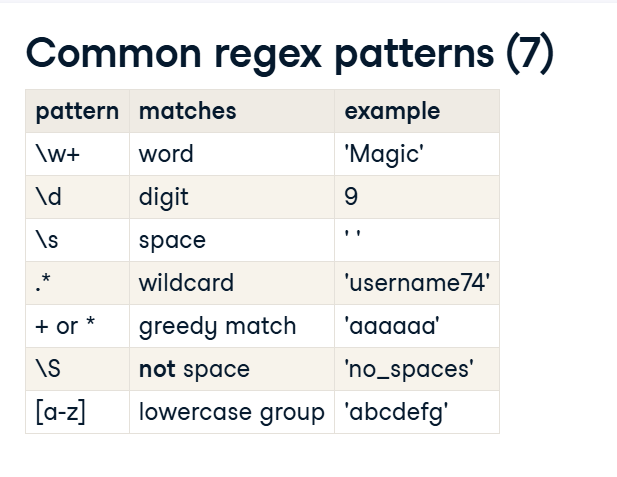 Common regex patterns (7)
pattern matches example
\w+ word 'Magic'
\d digit 9
\s space ' '
.* wildcard 'username74'
+ or * greedy match 'aaaaaa'
\S not space 'no_spaces'
[a-z] lowercase group 'abcdefg'